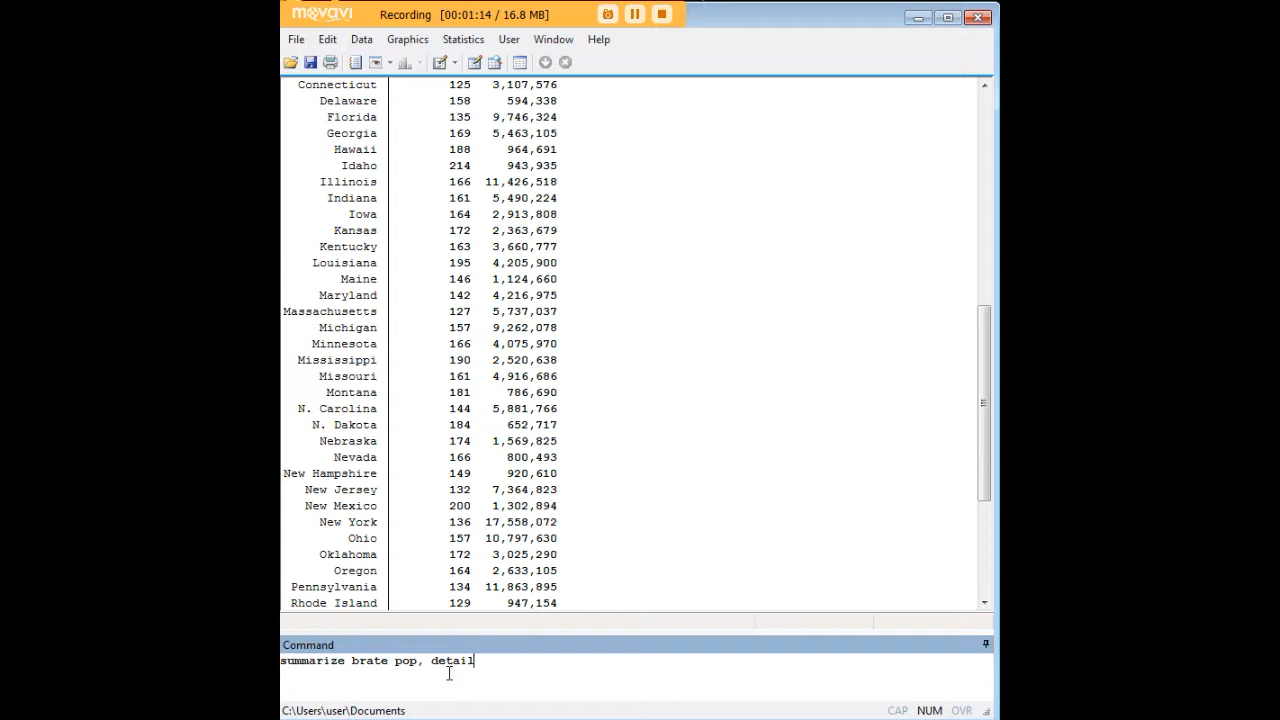 movavi Recording [00:01:14 / 16.8 MB]
File Edit Data Graphics Statistics User Window Help
Connecticut 125 3,107,576
Delaware 158 594,338
Florida 135 9,746,324
Georgia 169 5,463,105
Hawaii 188 964,691
Idaho 214 943,935
Illinois 166 11,426,518
Indiana 161 5,490,224
Iowa 164 2,913,808
Kansas 172 2,363,679
Kentucky 163 3,660,777
Louisiana 195 4,205,900
Maine 146 1,124,660
Maryland 142 4,216,975
Massachusetts 127 5,737,037
Michigan 157 9,262,078
Minnesota 166 4,075,970
Mississippi 190 2,520,638
Missouri 161 4,916,686
Montana 181 786,690
N. Carolina 144 5,881,766
N. Dakota 184 652,717
Nebraska 174 1,569,825
Nevada 166 800,493
New Hampshire 149 920,610
New Jersey 132 7,364,823
New Mexico 200 1,302,894
New York 136 17,558,072
Ohio 157 10,797,630
Oklahoma 172 3,025,290
Oregon 164 2,633,105
Pennsylvania 134 11,863,895
Rhode Island 129 947,154
Command
summarize brate pop, detail
C:\Users\user\Documents CAP NUM OVR